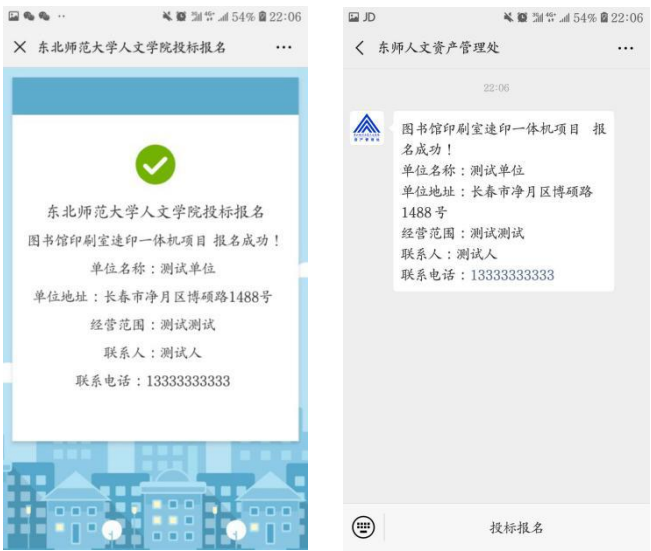 54% 22:06
东北师范大学人文学院投标报名
东北师范大学人文学院投标报名
图书馆印刷室速印一体机项目 报名成功！
单位名称：测试单位
单位地址：长春市净月区博硕路1488号
经营范围：测试测试
联系人：测试人
联系电话：13333333333
JD 54% 22:06
东师人文资产管理处
22:06
图书馆印刷室速印一体机项目 报
名成功！
单位名称：测试单位
单位地址：长春市净月区博硕路
1488号
经营范围：测试测试
联系人：测试人
联系电话：13333333333
投标报名